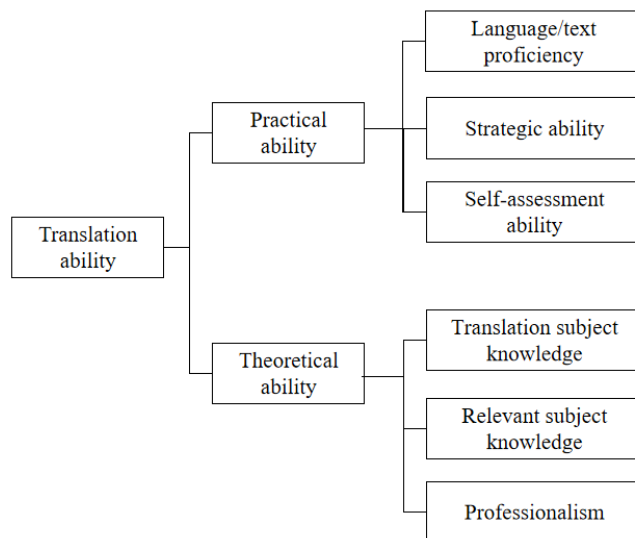 Language/text
proficiency
Practical
ability
Strategic ability
Self-assessment
ability
Translation
ability
Translation subject
knowledge
Theoretical
ability
Relevant subject
knowledge
Professionalism